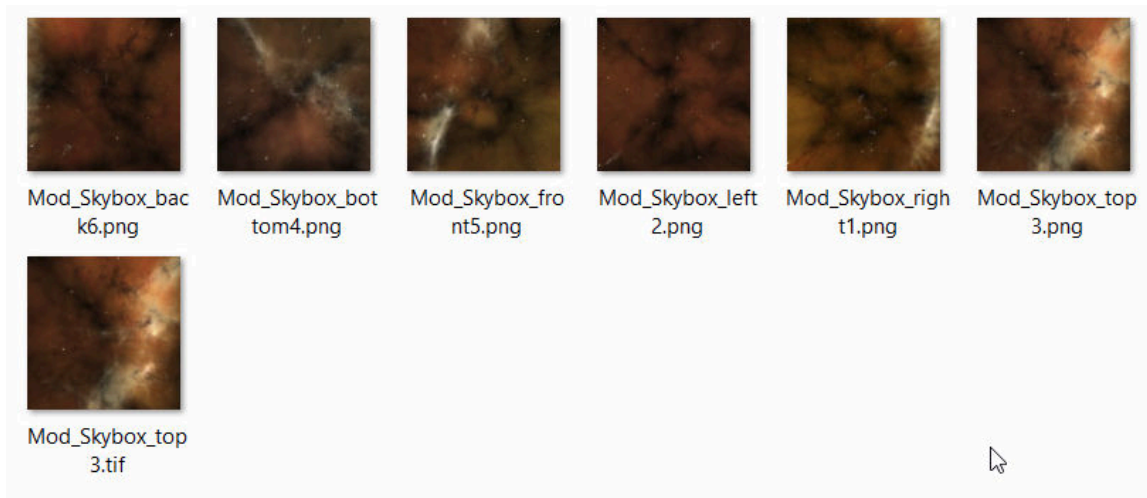 Mod_Skybox_bac
k6.png
Mod_Skybox_bot
tom4.png
Mod_Skybox_fro
nt5.png
Mod_Skybox_left
2.png
Mod_Skybox_righ
t1.png
Mod_Skybox_top
3.png
Mod_Skybox_top
3.tif